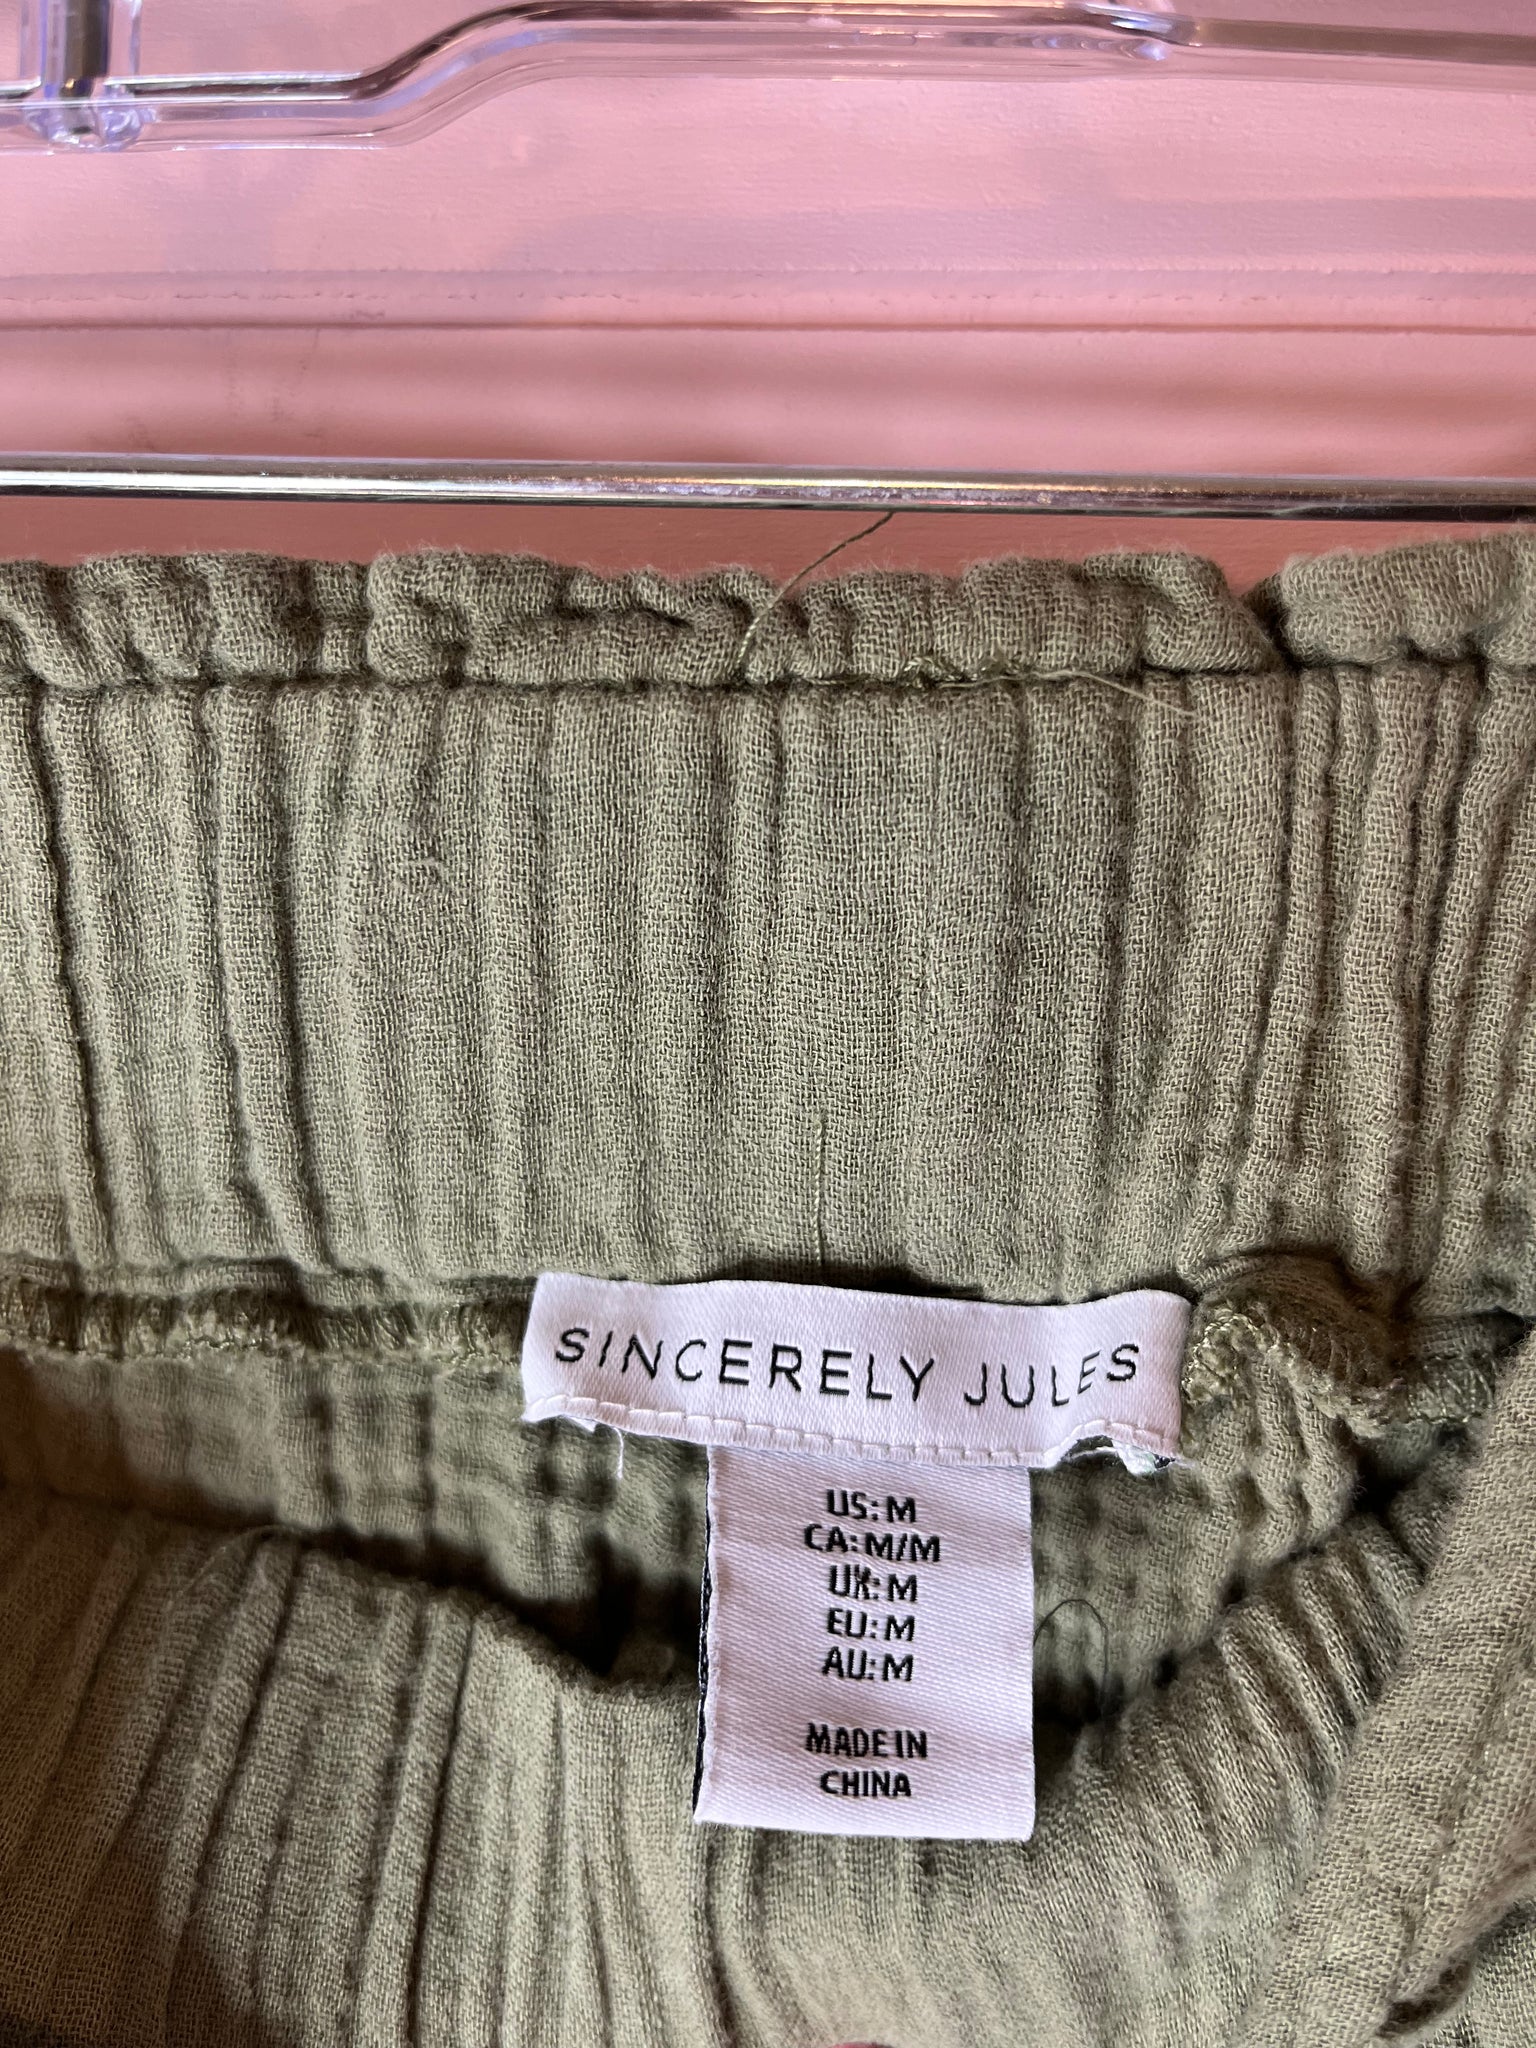 SINCERELY JULES
US: M
CA: M/M
UK: M
EU: M
AU: M
MADE IN
CHINA